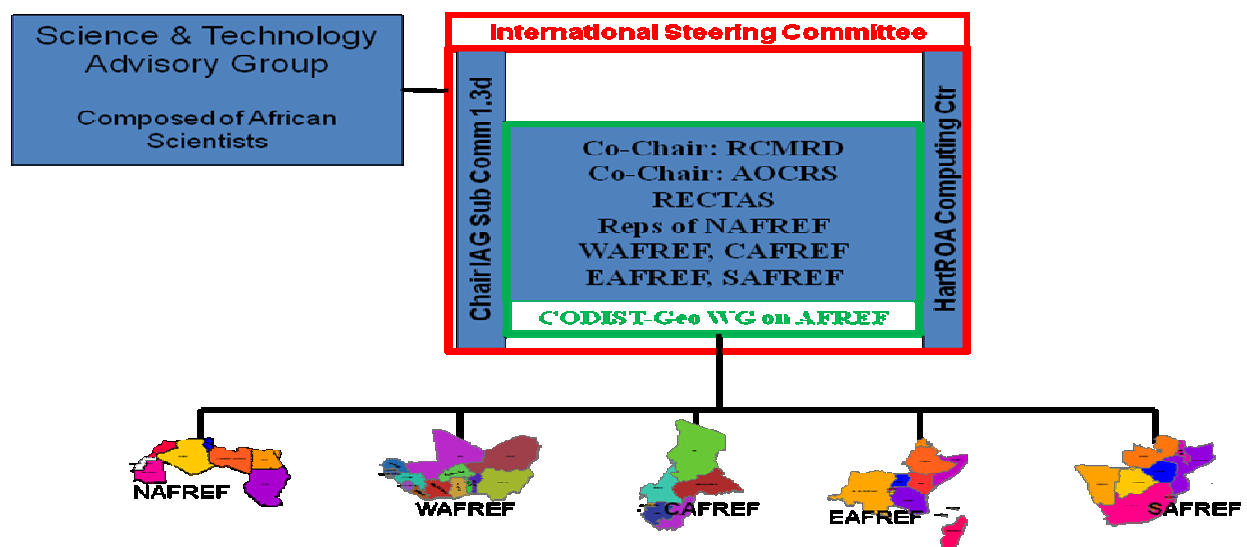 Science & Technology
Advisory Group
Composed of African
Scientists
International Steering Committee
Chair IAG Sub Comm 1.3d
Co-Chair: RCMRD
Co-Chair: AOCRS
RECTAS
Reps of NAFREF
WAFREF, CAFREF
EAFREF, SAFREF
CODIST-Geo WG on AFREF
HartROA Computing Ctr
NAFREF
WAFREF
CAFREF
EAFREF
SAFREF